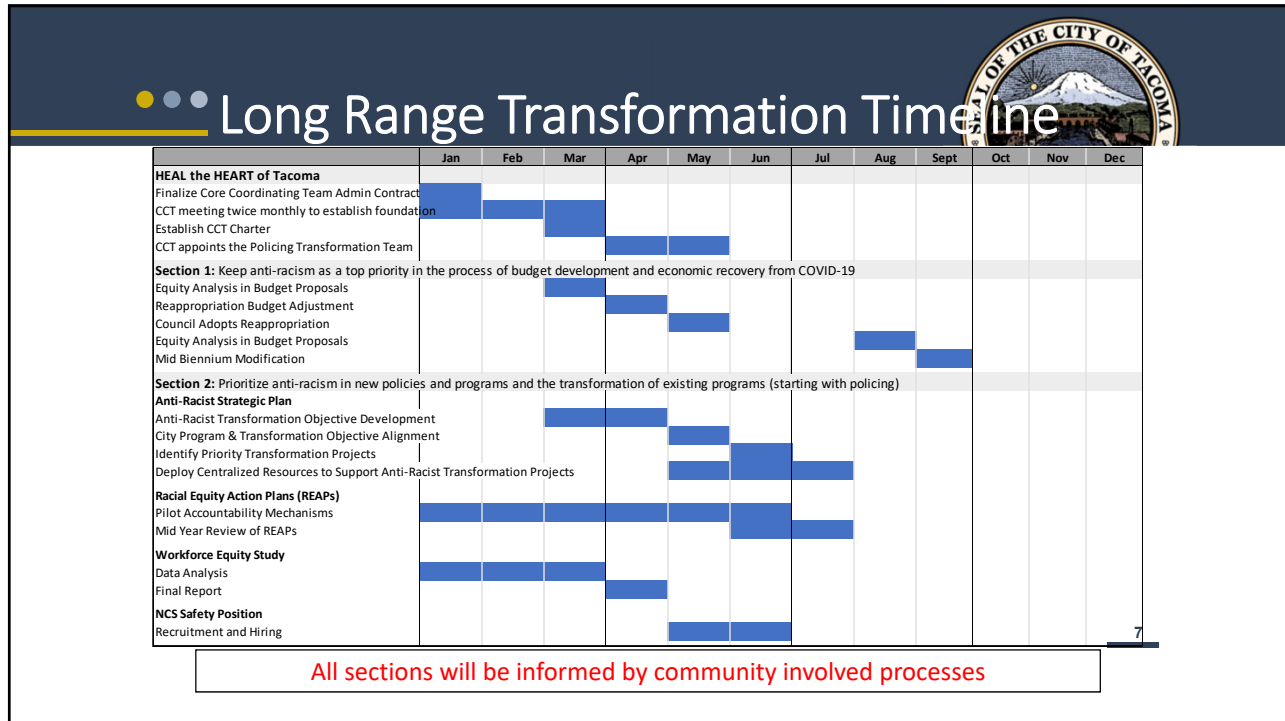 SEAL OF THE CITY OF TACOMA
Long Range Transformation Timeline
Jan Feb Mar Apr May Jun Jul Aug Sept Oct Nov Dec
HEAL the HEART of Tacoma
Finalize Core Coordinating Team Admin Contract
CCT meeting twice monthly to establish foundation
Establish CCT Charter
CCT appoints the Policing Transformation Team
Section 1: Keep anti-racism as a top priority in the process of budget development and economic recovery from COVID-19
Equity Analysis in Budget Proposals
Reappropriation Budget Adjustment
Council Adopts Reappropriation
Equity Analysis in Budget Proposals
Mid Biennium Modification
Section 2: Prioritize anti-racism in new policies and programs and the transformation of existing programs (starting with policing)
Anti-Racist Strategic Plan
Anti-Racist Transformation Objective Development
City Program & Transformation Objective Alignment
Identify Priority Transformation Projects
Deploy Centralized Resources to Support Anti-Racist Transformation Projects
Racial Equity Action Plans (REAPs)
Pilot Accountability Mechanisms
Mid Year Review of REAPs
Workforce Equity Study
Data Analysis
Final Report
NCS Safety Position
Recruitment and Hiring
7
All sections will be informed by community involved processes